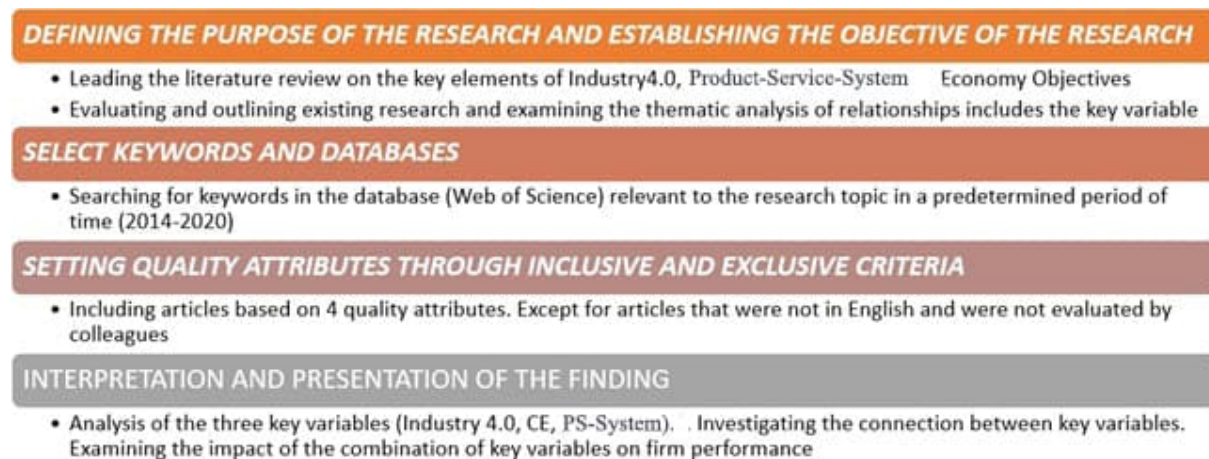 DEFINING THE PURPOSE OF THE RESEARCH AND ESTABLISHING THE OBJECTIVE OF THE RESEARCH
• Leading the literature review on the key elements of Industry4.0, Product-Service-System Economy Objectives
• Evaluating and outlining existing research and examining the thematic analysis of relationships includes the key variable
SELECT KEYWORDS AND DATABASES
• Searching for keywords in the database (Web of Science) relevant to the research topic in a predetermined period of
time (2014-2020)
SETTING QUALITY ATTRIBUTES THROUGH INCLUSIVE AND EXCLUSIVE CRITERIA
• Including articles based on 4 quality attributes. Except for articles that were not in English and were not evaluated by
colleagues
INTERPRETATION AND PRESENTATION OF THE FINDING
• Analysis of the three key variables (Industry 4.0, CE, PS-System). . Investigating the connection between key variables.
Examining the impact of the combination of key variables on firm performance